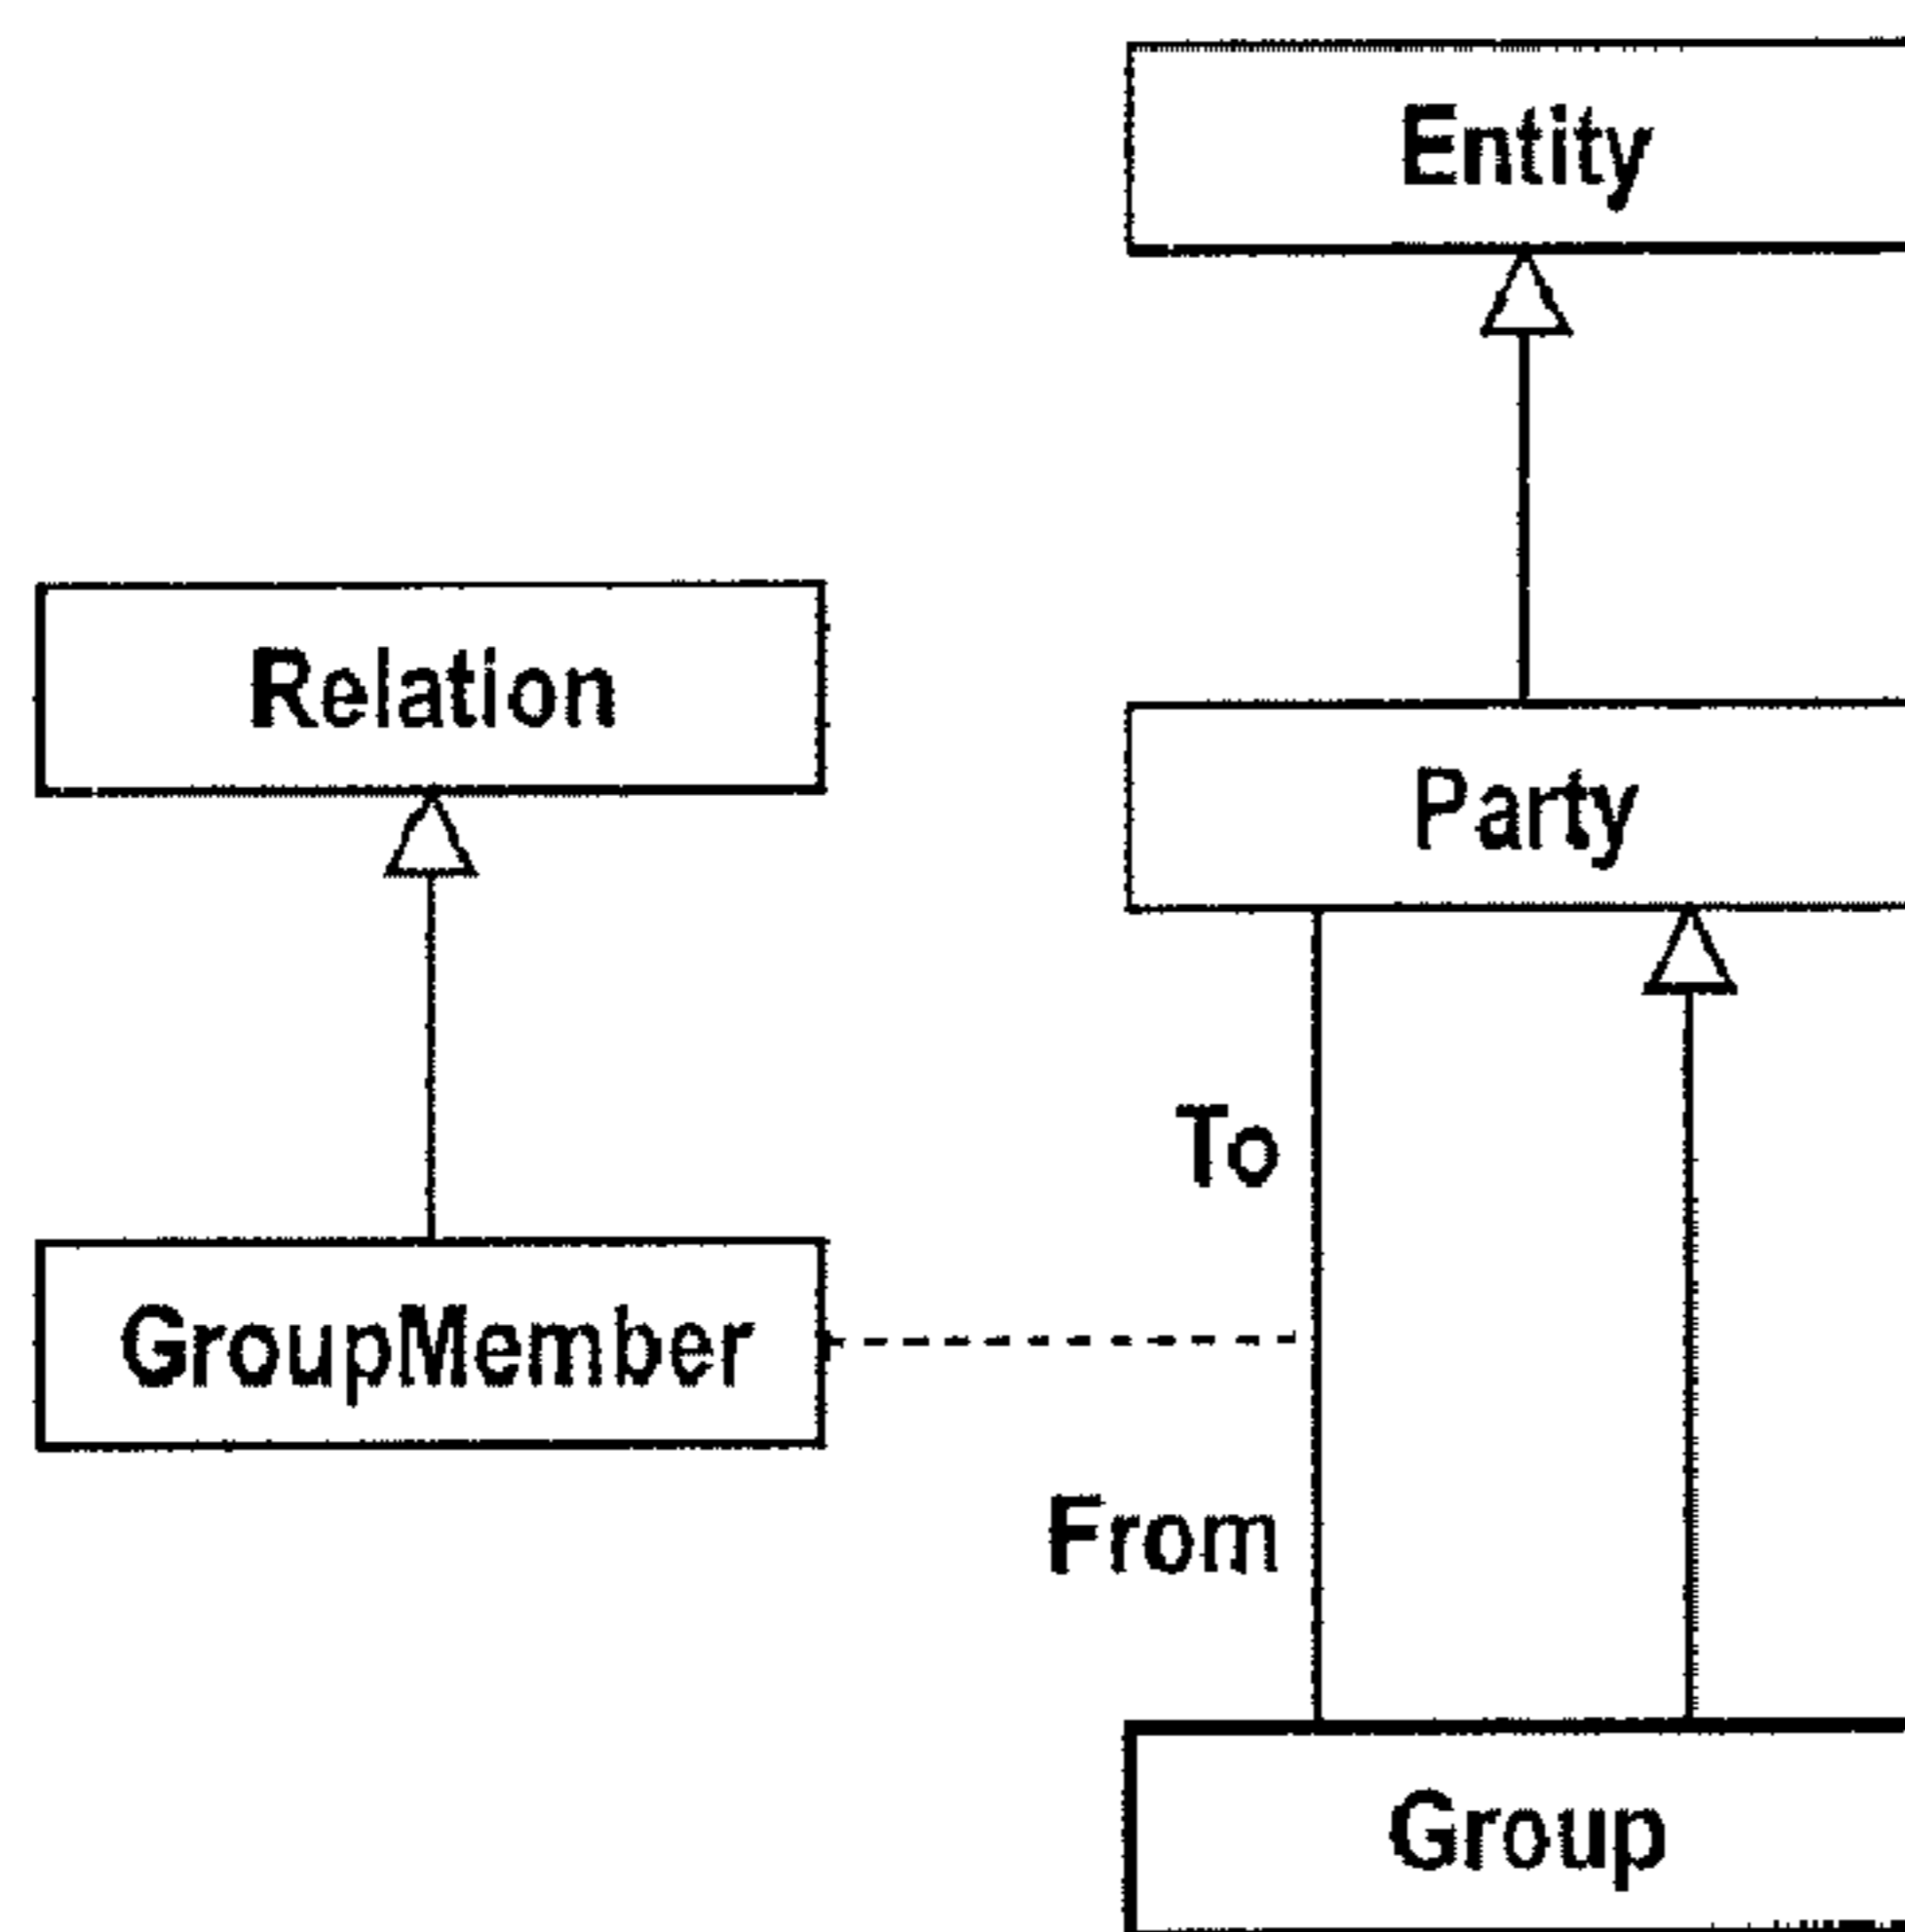 Entity
Relation
Party
To
GroupMember
From
Group